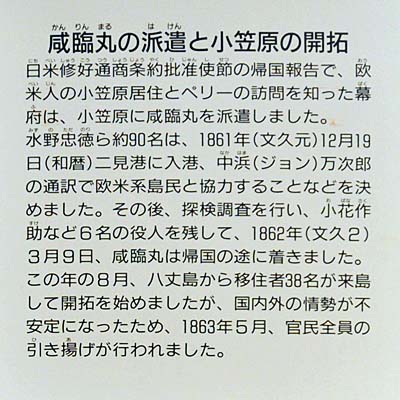 咸臨丸の派遣と小笠原の開拓
日米修好通商条約批准使節の帰国報告で、欧
米人の小笠原居住とペリーの訪問を知った幕
府は、小笠原に咸臨丸を派遣しました。
水野忠徳ら約90名は、1861年(文久元)12月19
日(和暦)二見港に入港、中浜(ジョン)万次郎
の通訳で欧米系島民と協力することなどを決
めました。その後、探検調査を行い、小花作
助など6名の役人を残して、1862年(文久2)
3月9日、咸臨丸は帰国の途に着きました。
この年の8月、八丈島から移住者38名が来島
して開拓を始めましたが、国内外の情勢が不
安定になったため、1863年5月、官民全員の
引き揚げが行われました。